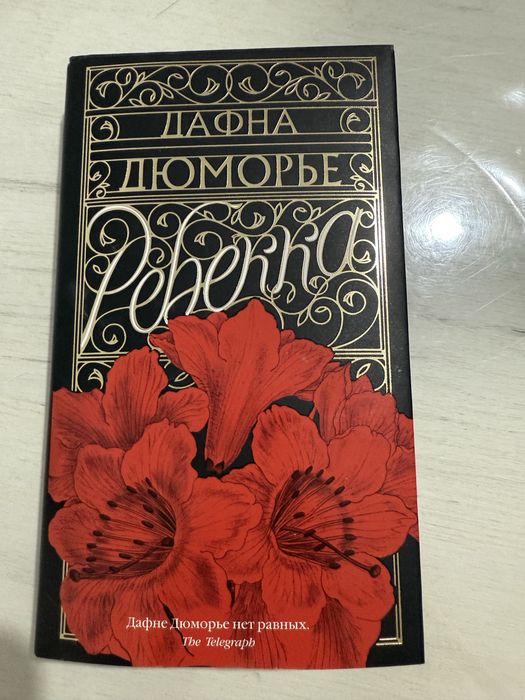 ДАФНА
ДЮМОРЬЕ
Ребекка
Дафне Дюморье нет равных.
The Telegraph